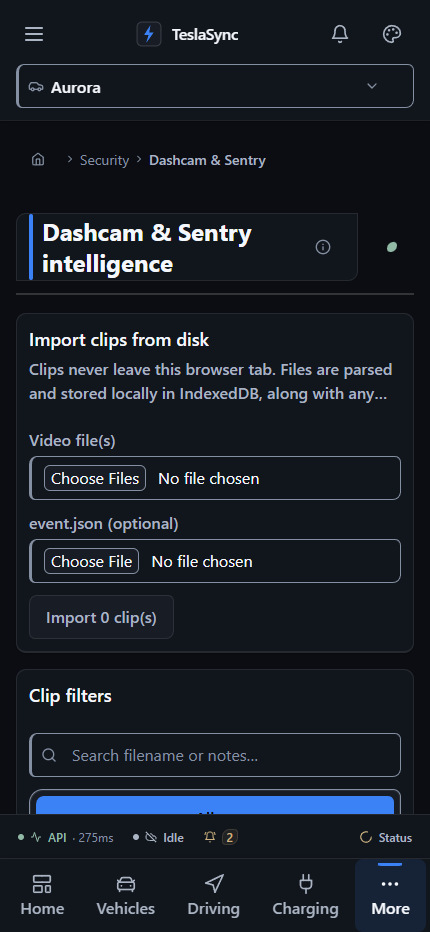 TeslaSync
Aurora
Security
Dashcam & Sentry
Dashcam & Sentry
intelligence
Import clips from disk
Clips never leave this browser tab. Files are parsed
and stored locally in IndexedDB, along with any...
Video file(s)
Choose Files No file chosen
event.json (optional)
Choose File No file chosen
Import 0 clip(s)
Clip filters
Search filename or notes...
API · 275ms
Idle
2
Status
Home
Vehicles
Driving
Charging
More